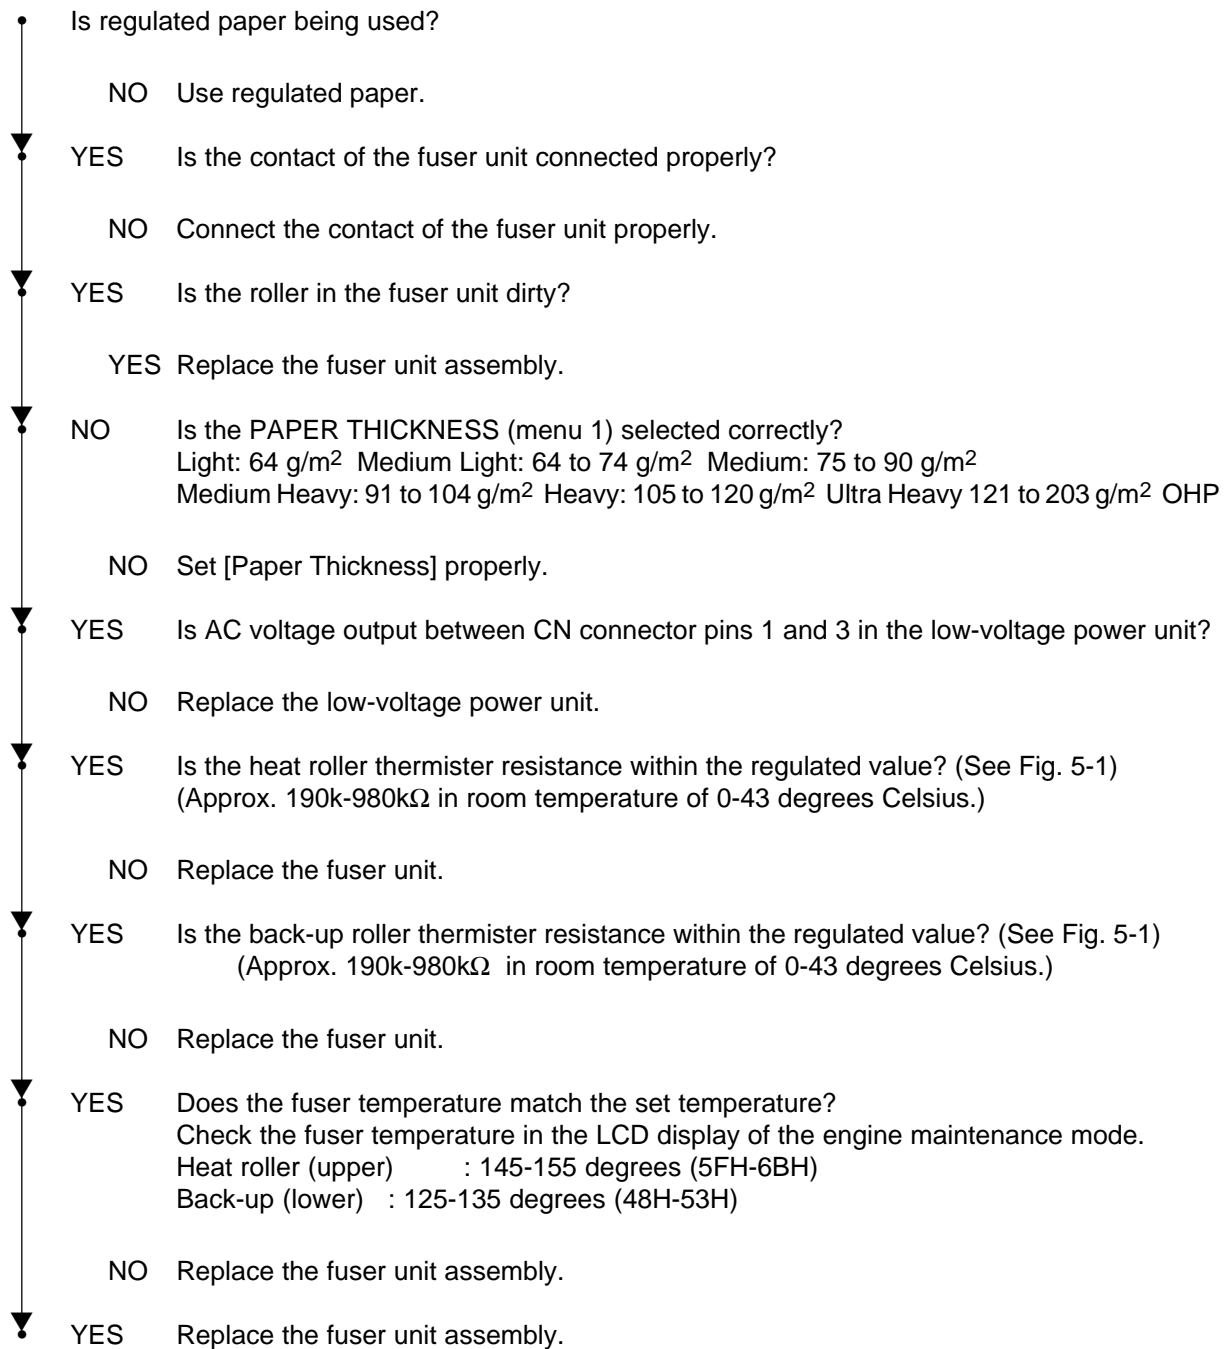 Is regulated paper being used?
NO Use regulated paper.
YES Is the contact of the fuser unit connected properly?
NO Connect the contact of the fuser unit properly.
YES Is the roller in the fuser unit dirty?
YES Replace the fuser unit assembly.
NO Is the PAPER THICKNESS (menu 1) selected correctly?
Light: 64 g/m2 Medium Light: 64 to 74 g/m2 Medium: 75 to 90 g/m2
Medium Heavy: 91 to 104 g/m2 Heavy: 105 to 120 g/m2 Ultra Heavy 121 to 203 g/m2 OHP
NO Set [Paper Thickness] properly.
YES Is AC voltage output between CN connector pins 1 and 3 in the low-voltage power unit?
NO Replace the low-voltage power unit.
YES Is the heat roller thermister resistance within the regulated value? (See Fig. 5-1)
(Approx. 190k-980kΩ in room temperature of 0-43 degrees Celsius.)
NO Replace the fuser unit.
YES Is the back-up roller thermister resistance within the regulated value? (See Fig. 5-1)
(Approx. 190k-980kΩ in room temperature of 0-43 degrees Celsius.)
NO Replace the fuser unit.
YES Does the fuser temperature match the set temperature?
Check the fuser temperature in the LCD display of the engine maintenance mode.
Heat roller (upper) : 145-155 degrees (5FH-6BH)
Back-up (lower) : 125-135 degrees (48H-53H)
NO Replace the fuser unit assembly.
YES Replace the fuser unit assembly.